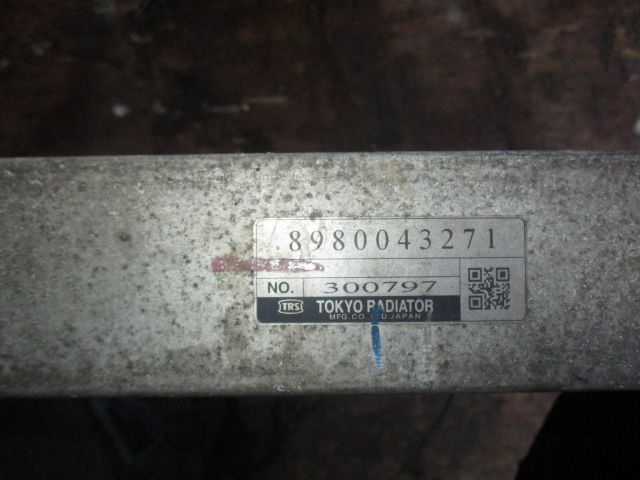 8980043271
NO. 300797
TRS TOKYO RADIATOR
MFG.CO.,LTD.JAPAN